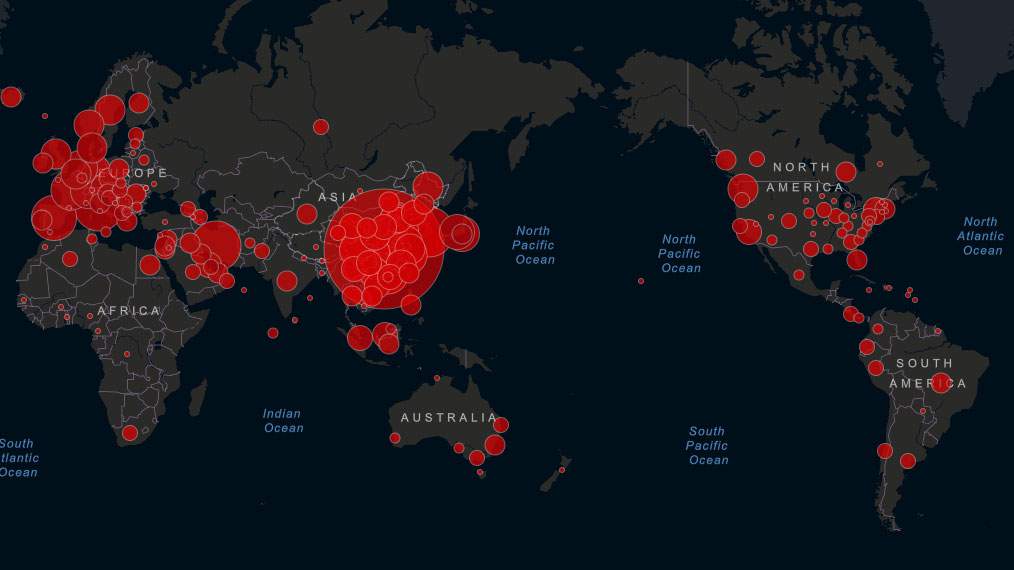 EUROPE
ASIA
AFRICA
AUSTRALIA
NORTH
AMERICA
SOUTH
AMERICA
North
Pacific
Ocean
North
Pacific
Ocean
North
Atlantic
Ocean
Indian
Ocean
South
Pacific
Ocean
South
tlantic
Ocean